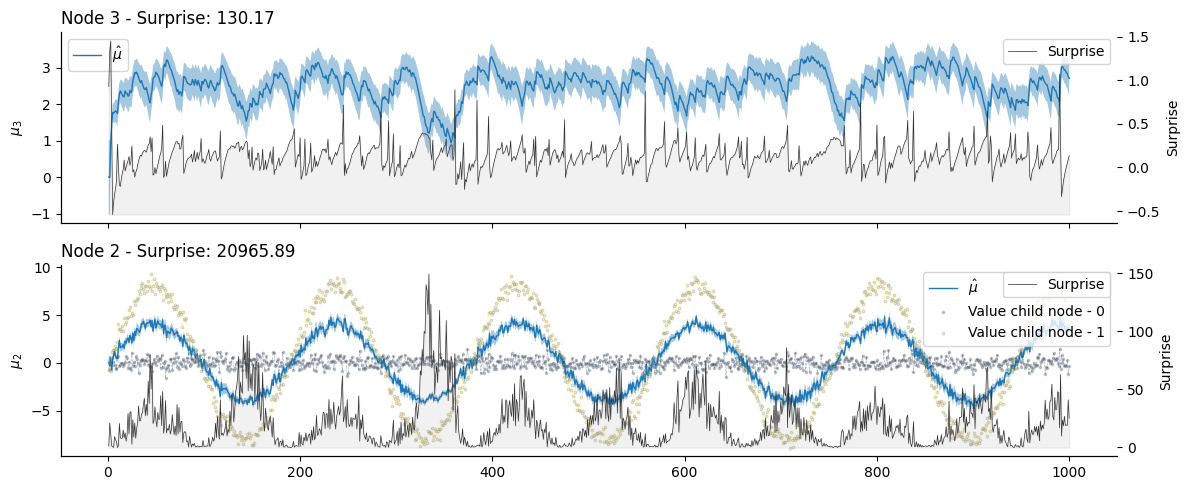 Node 3 - Surprise: 130.17
μ̂
Surprise
3
2
1
0
−1
μ3
1.5
1.0
0.5
0.0
−0.5
Surprise
Node 2 - Surprise: 20965.89
μ̂
Value child node - 0
Value child node - 1
Surprise
10
5
0
−5
μ2
150
100
50
0
Surprise
0 200 400 600 800 1000